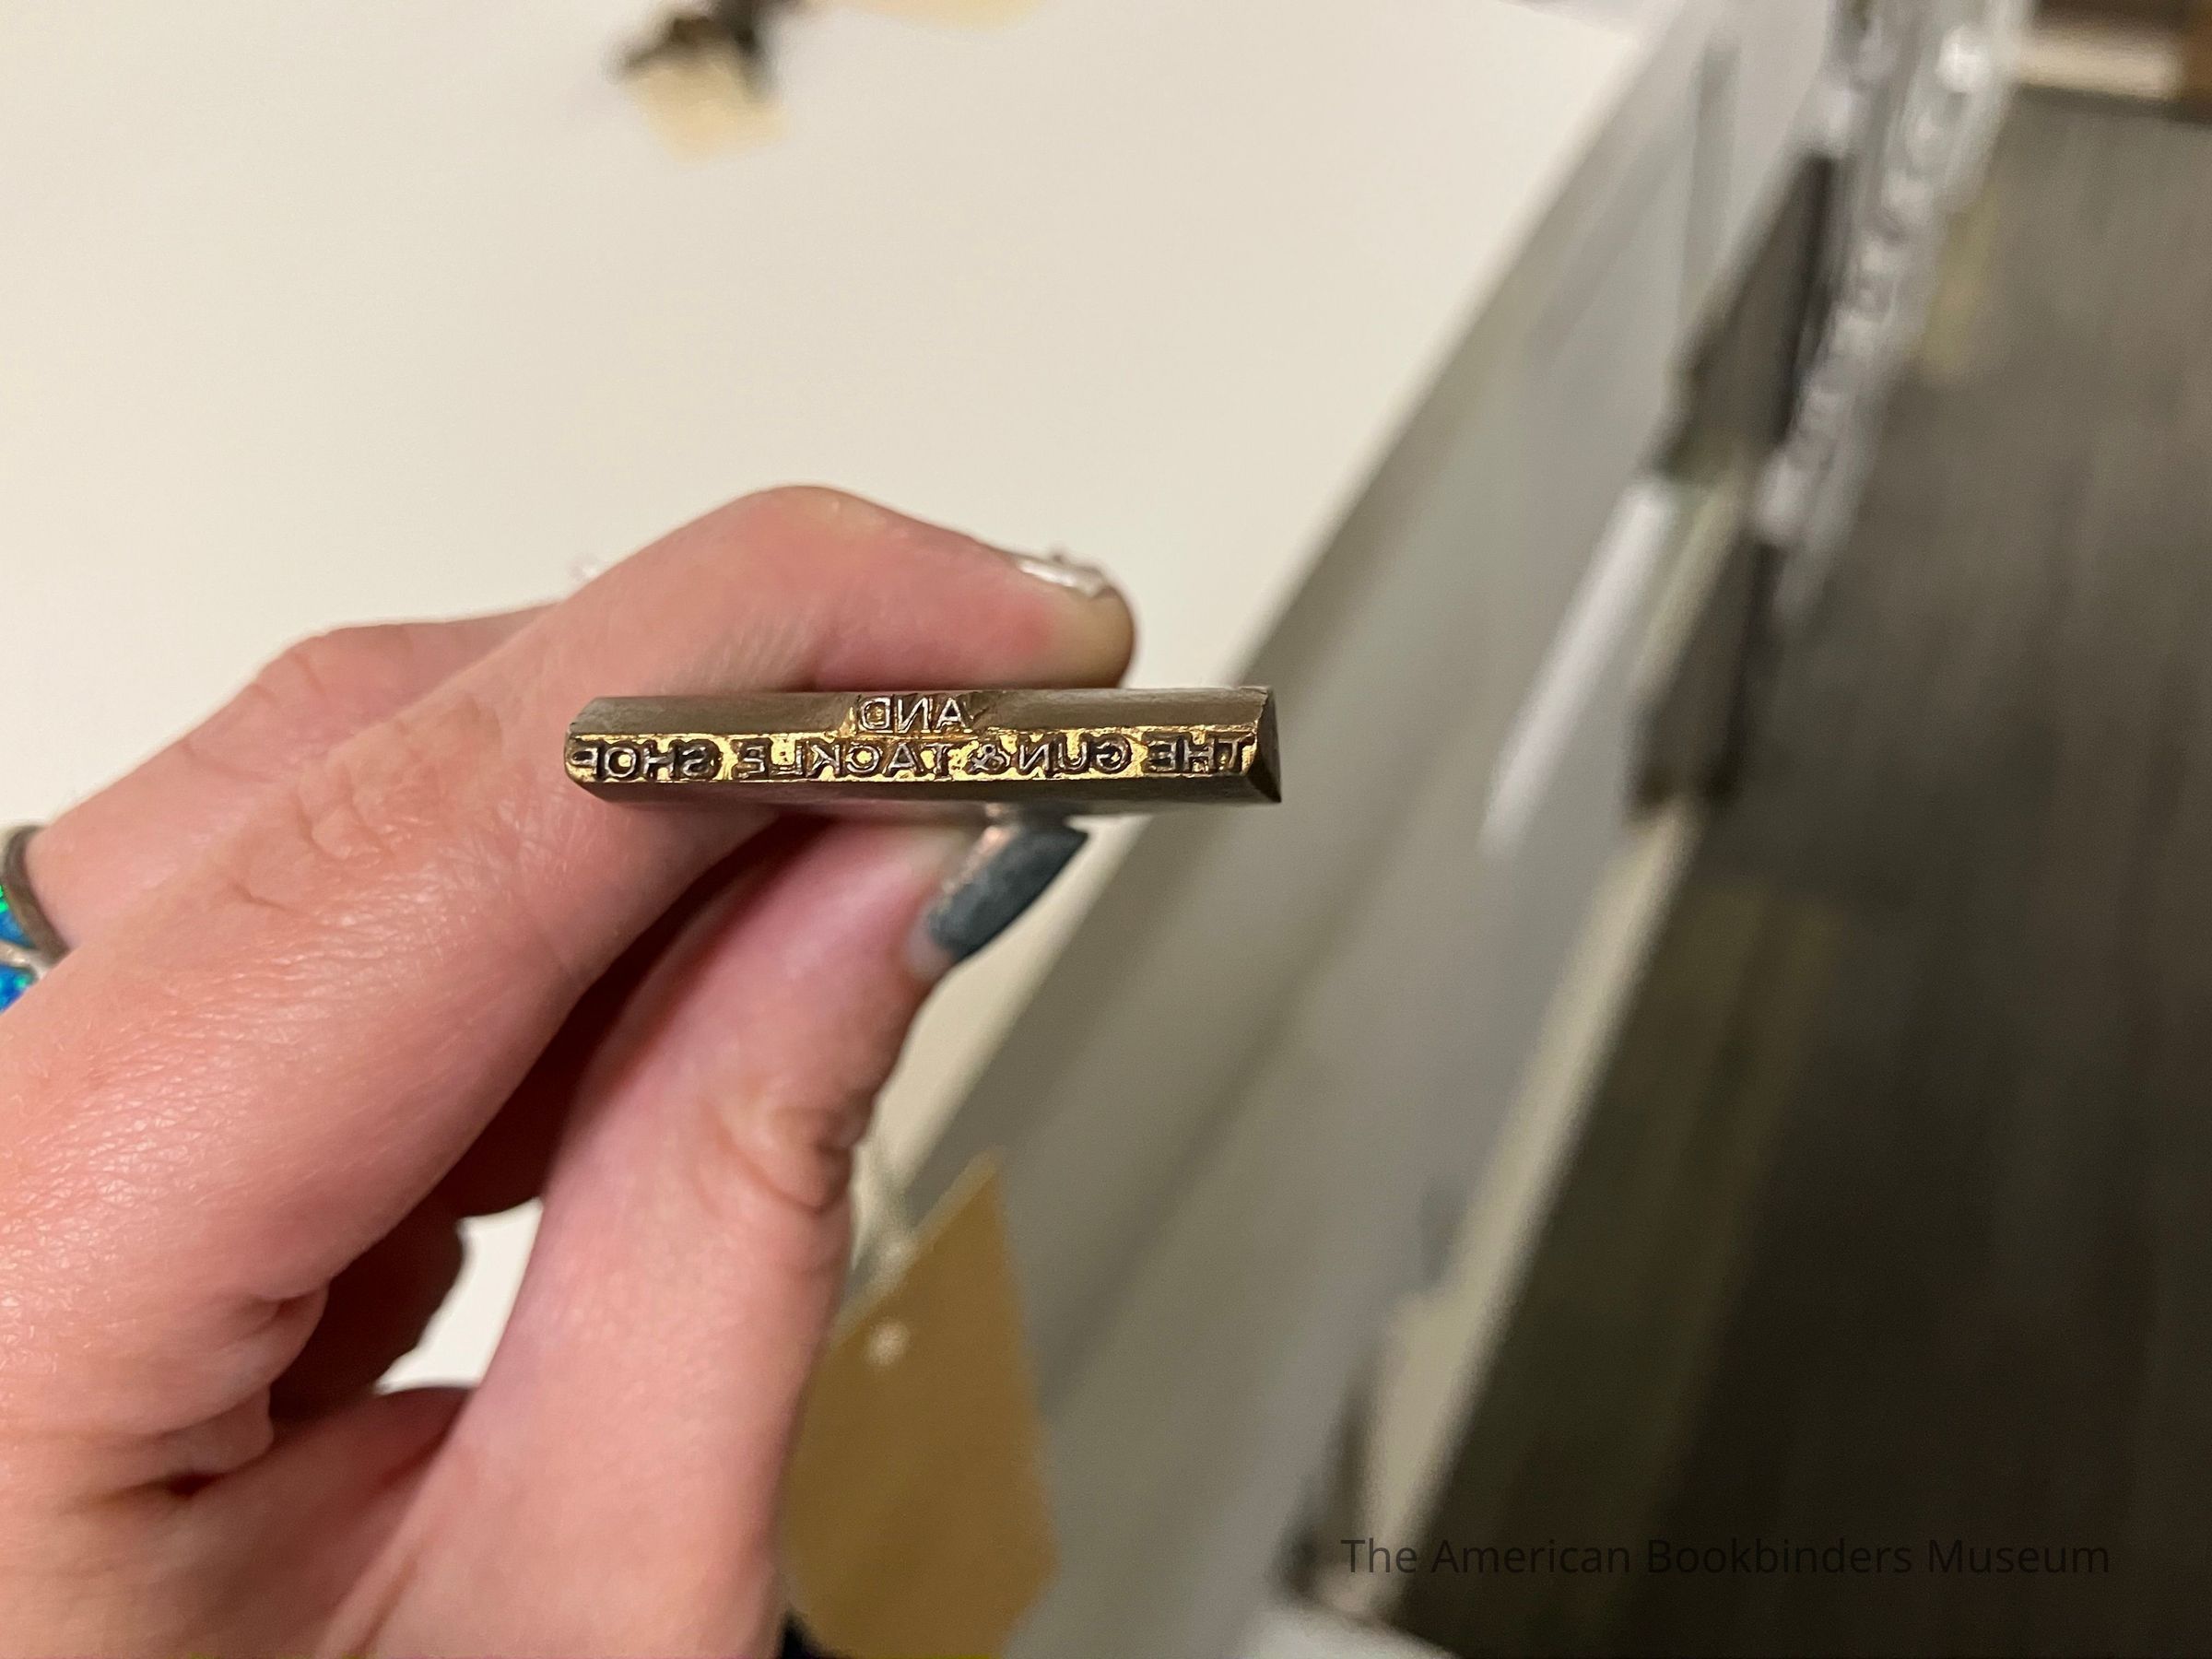 AND
THE GUN & TACKLE SHOP
The American Bookbinders Museum